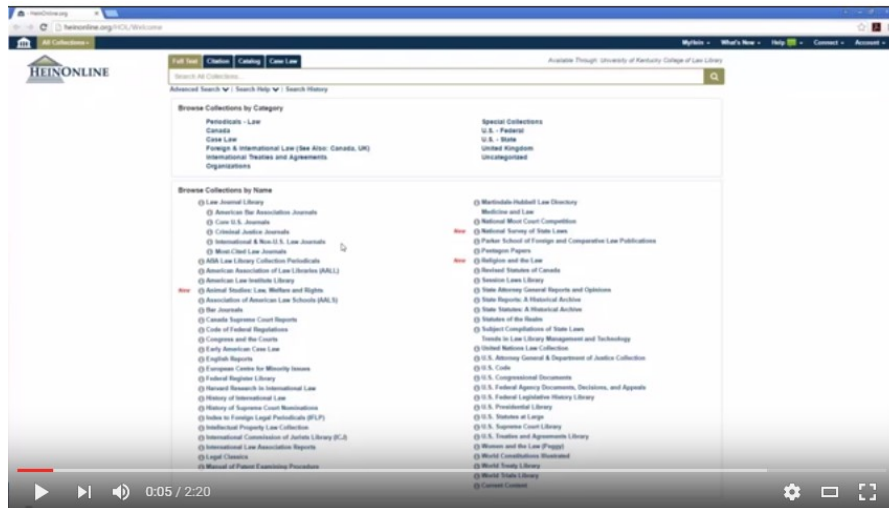 HeinOnline.org
heinonline.org/HOL/Welcome
All Collections
MyHein What's New Help Connect Account
HEINONLINE
Full Text Citation Catalog Case Law
Available Through: University of Kentucky College of Law Library
Search All Collections...
Advanced Search | Search Help | Search History
Browse Collections by Category
Periodicals - Law
Canada
Case Law
Foreign & International Law (See Also: Canada, UK)
International Treaties and Agreements
Organizations
Special Collections
U.S. - Federal
U.S. - State
United Kingdom
Uncategorized
Browse Collections by Name
Law Journal Library
American Bar Association Journals
Core U.S. Journals
Criminal Justice Journals
International & Non-U.S. Law Journals
Most-Cited Law Journals
ABA Law Library Collection Periodicals
American Association of Law Libraries (AALL)
American Law Institute Library
New Animal Studies: Law, Welfare and Rights
Association of American Law Schools (AALS)
Bar Journals
Canada Supreme Court Reports
Code of Federal Regulations
Congress and the Courts
Early American Case Law
English Reports
European Centre for Minority Issues
Federal Register Library
Harvard Research in International Law
History of International Law
History of Supreme Court Nominations
Index to Foreign Legal Periodicals (IFLP)
Intellectual Property Law Collection
International Commission of Jurists Library (ICJ)
International Law Association Reports
Legal Classics
Manual of Patent Examining Procedure
Martindale-Hubbell Law Directory
Medicine and Law
National Moot Court Competition
New National Survey of State Laws
Parker School of Foreign and Comparative Law Publications
Pentagon Papers
New Religion and the Law
Revised Statutes of Canada
Session Laws Library
State Attorney General Reports and Opinions
State Reports: A Historical Archive
State Statutes: A Historical Archive
Statutes of the Realm
Subject Compilations of State Laws
Trends in Law Library Management and Technology
United Nations Law Collection
U.S. Attorney General & Department of Justice Collection
U.S. Code
U.S. Congressional Documents
U.S. Federal Agency Documents, Decisions, and Appeals
U.S. Federal Legislative History Library
U.S. Presidential Library
U.S. Statutes at Large
U.S. Supreme Court Library
U.S. Treaties and Agreements Library
Women and the Law (Peggy)
World Constitutions Illustrated
World Treaty Library
World Trials Library
Current Content
0:05 / 2:20